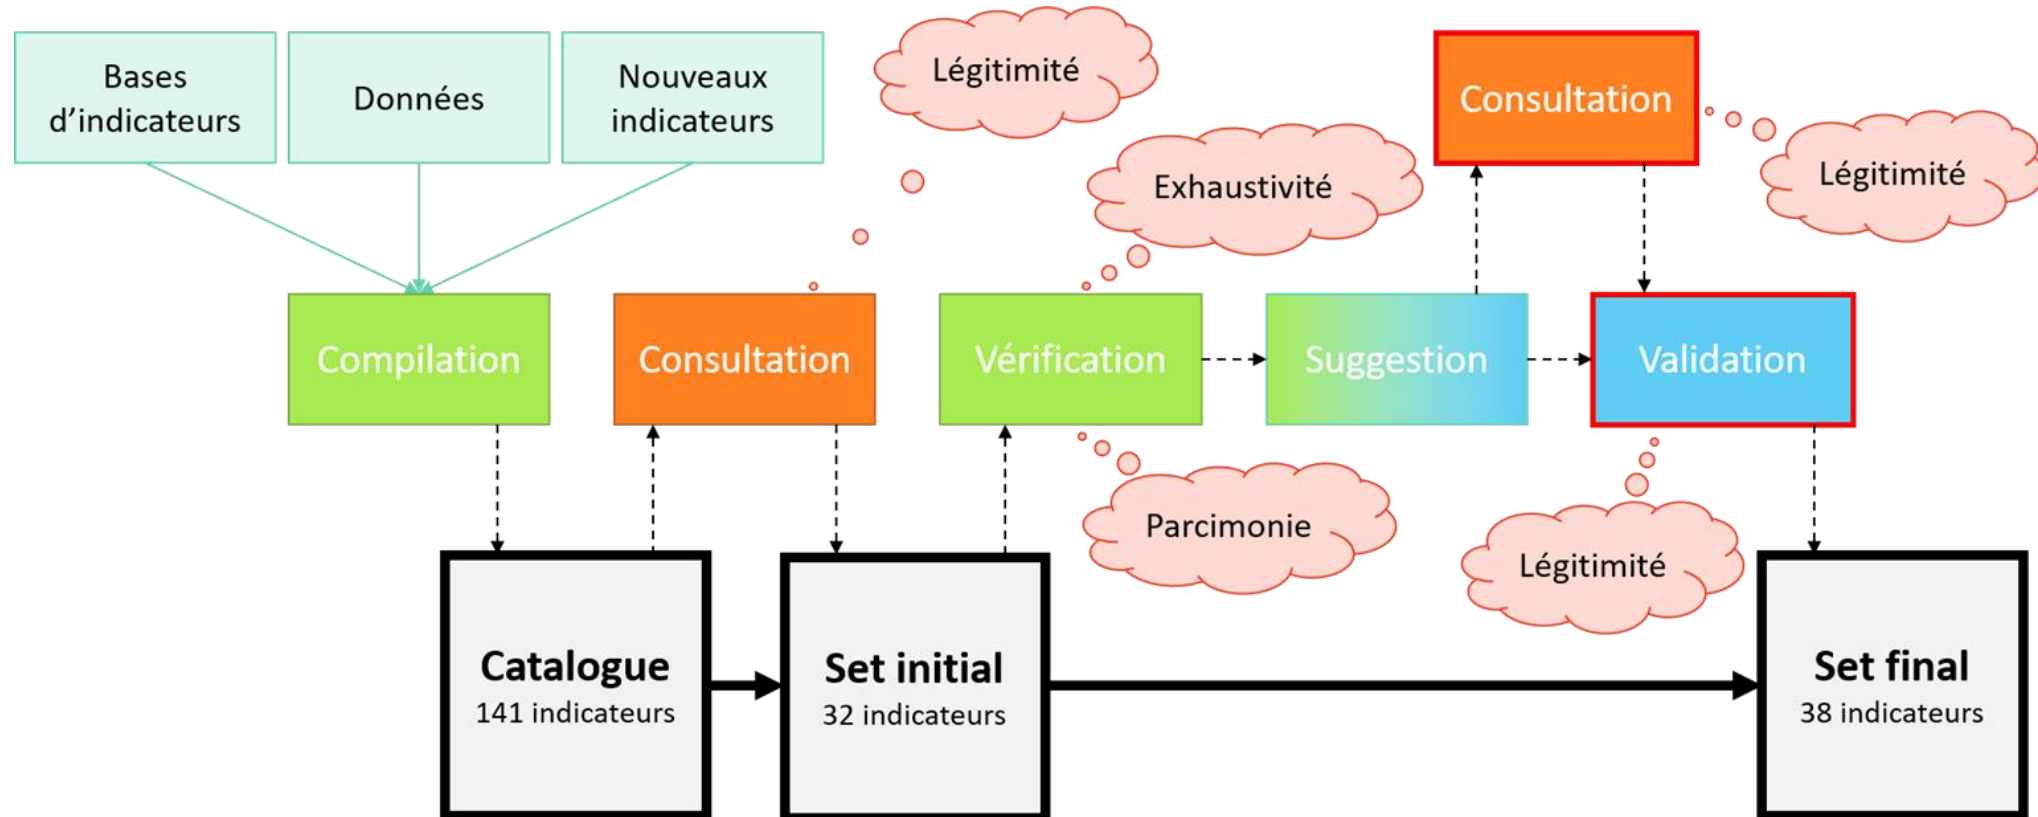 Bases
d’indicateurs
Données
Nouveaux
indicateurs
Légitimité
Exhaustivité
Consultation
Légitimité
Compilation
Consultation
Vérification
Suggestion
Validation
Parcimonie
Légitimité
Catalogue
141 indicateurs
Set initial
32 indicateurs
Set final
38 indicateurs